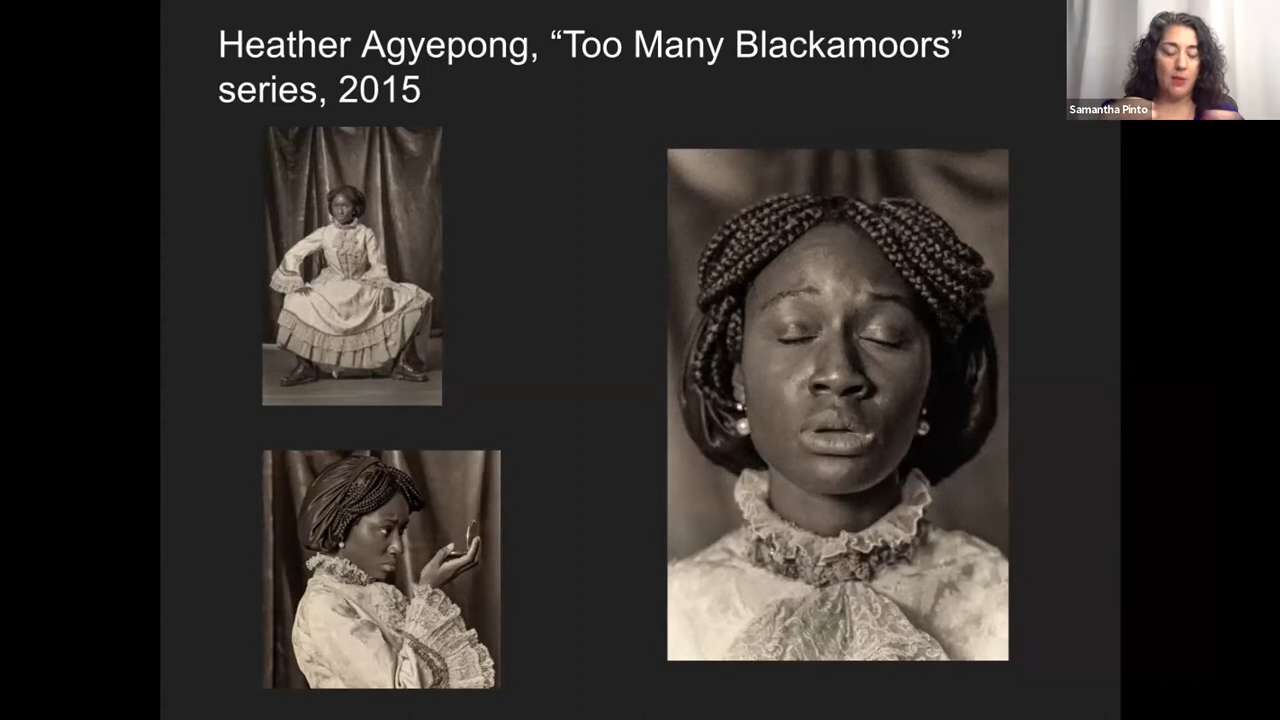 Heather Agyepong, “Too Many Blackamoors”
series, 2015
Samantha Pinto